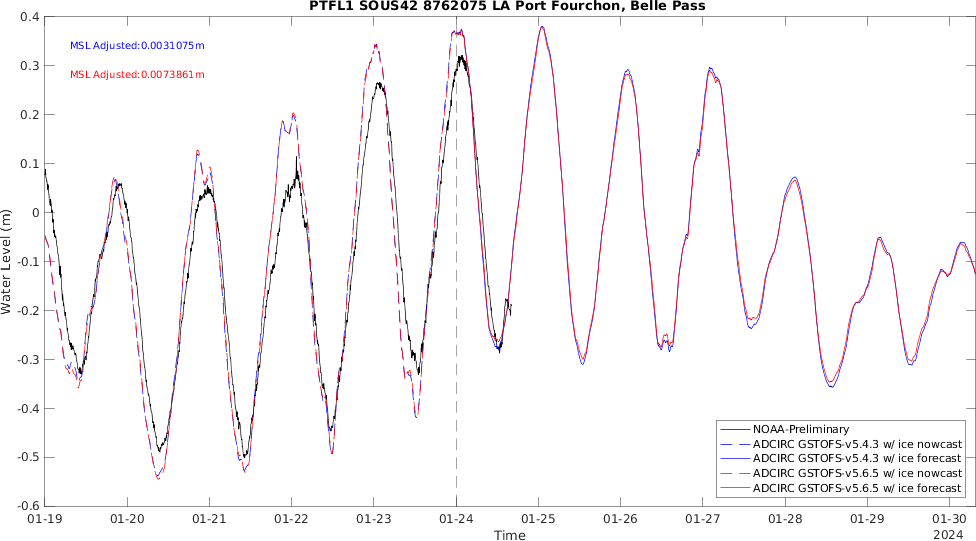 PTFL1 SOUS42 8762075 LA Port Fourchon, Belle Pass
MSL Adjusted:0.0031075m
MSL Adjusted:0.0073861m
Water Level (m)
0.4
0.3
0.2
0.1
0
-0.1
-0.2
-0.3
-0.4
-0.5
-0.6
NOAA-Preliminary
ADCIRC GSTOFS-v5.4.3 w/ ice nowcast
ADCIRC GSTOFS-v5.4.3 w/ ice forecast
ADCIRC GSTOFS-v5.6.5 w/ ice nowcast
ADCIRC GSTOFS-v5.6.5 w/ ice forecast
01-19 01-20 01-21 01-22 01-23 01-24 01-25 01-26 01-27 01-28 01-29 01-30
Time
2024